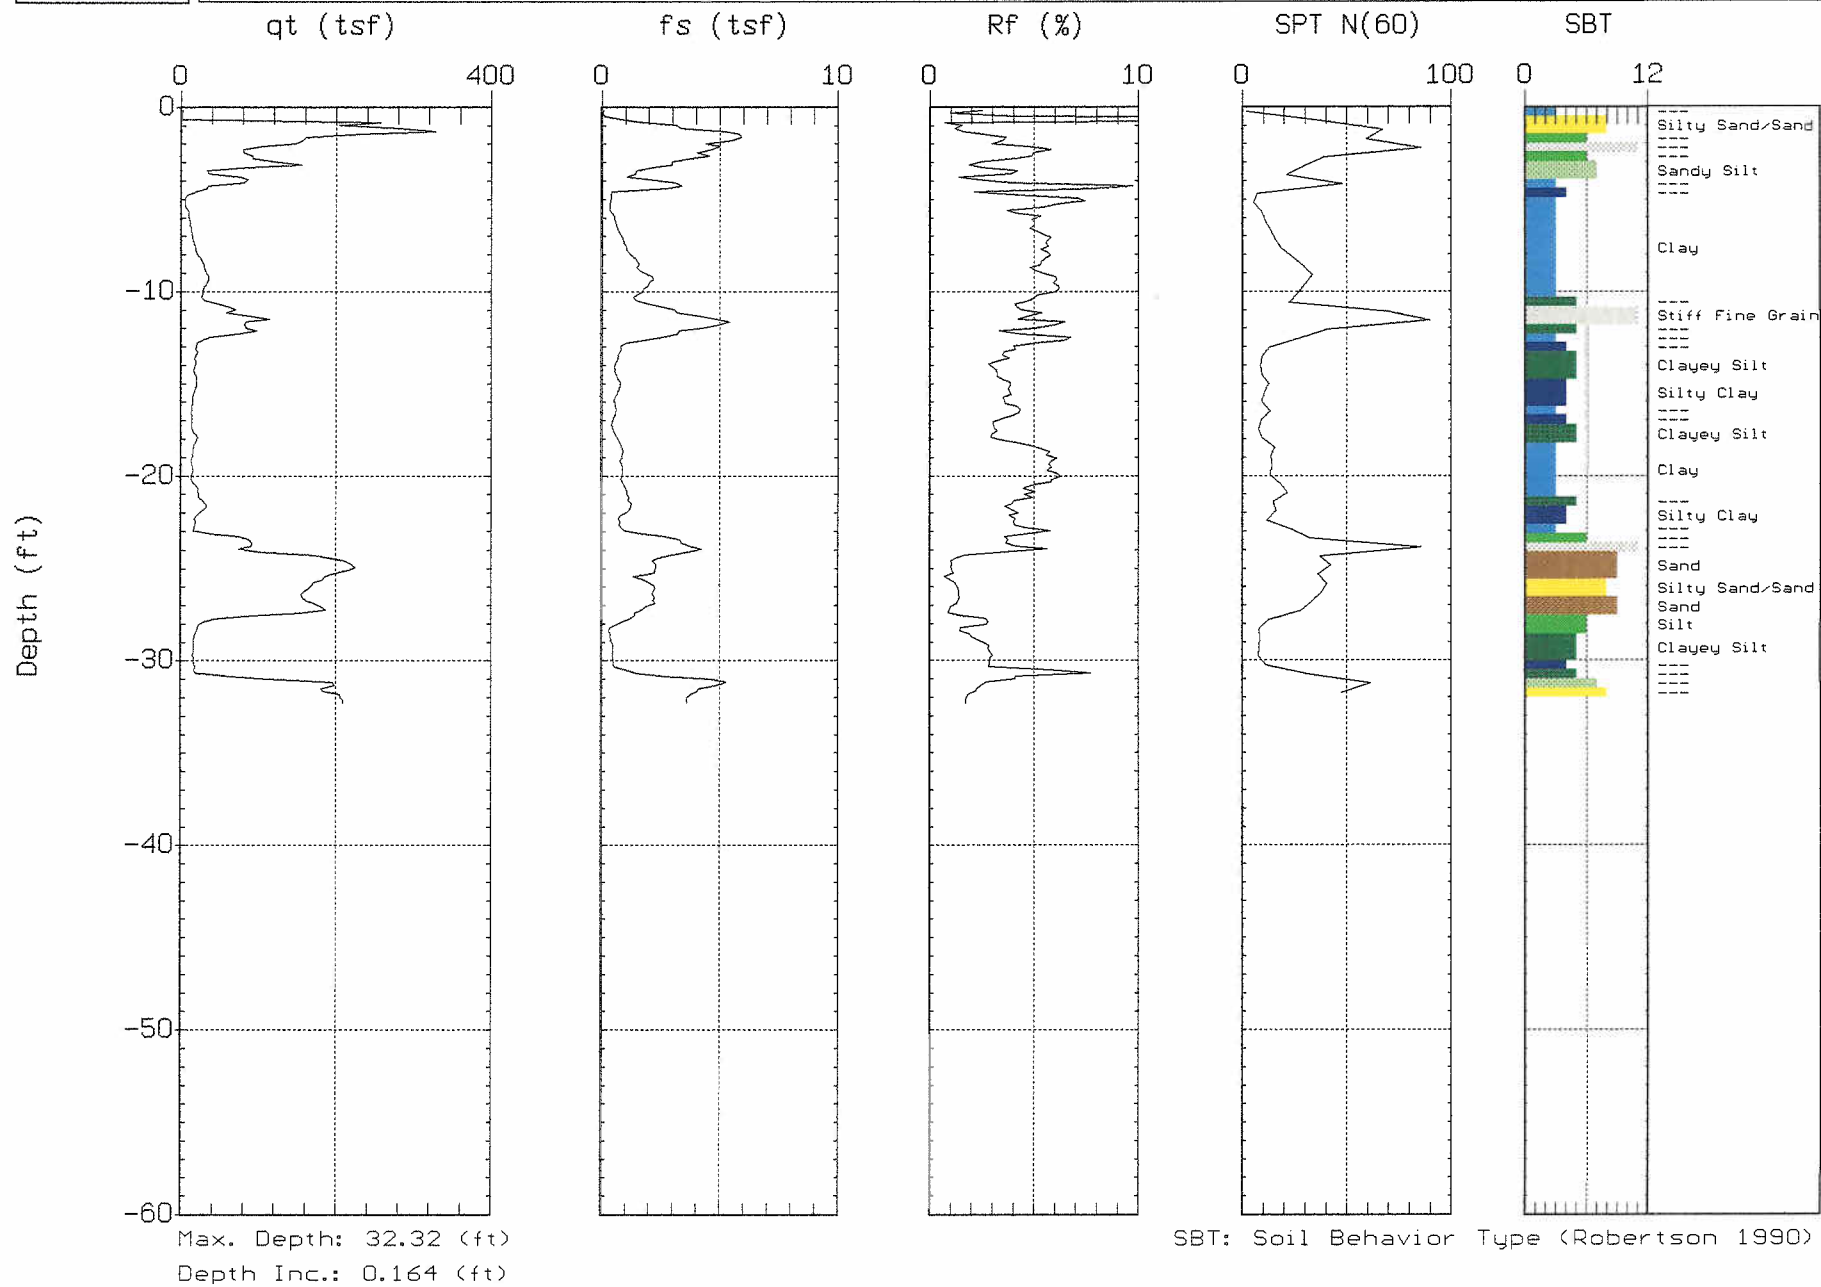 qt (tsf) fs (tsf) Rf (%) SPT N(60) SBT
0 400 0 10 0 10 0 100 0 12
0
-10
-20
-30
-40
-50
-60
Depth (ft)
---
Silty Sand/Sand
---
---
---
Sandy Silt
---
---
Clay
---
Stiff Fine Grain
---
---
---
Clayey Silt
Silty Clay
---
---
Clayey Silt
Clay
---
Silty Clay
---
---
---
Sand
Silty Sand/Sand
Sand
Silt
Clayey Silt
---
---
---
---
Max. Depth: 32.32 (ft)
Depth Inc.: 0.164 (ft)
SBT: Soil Behavior Type (Robertson 1990)